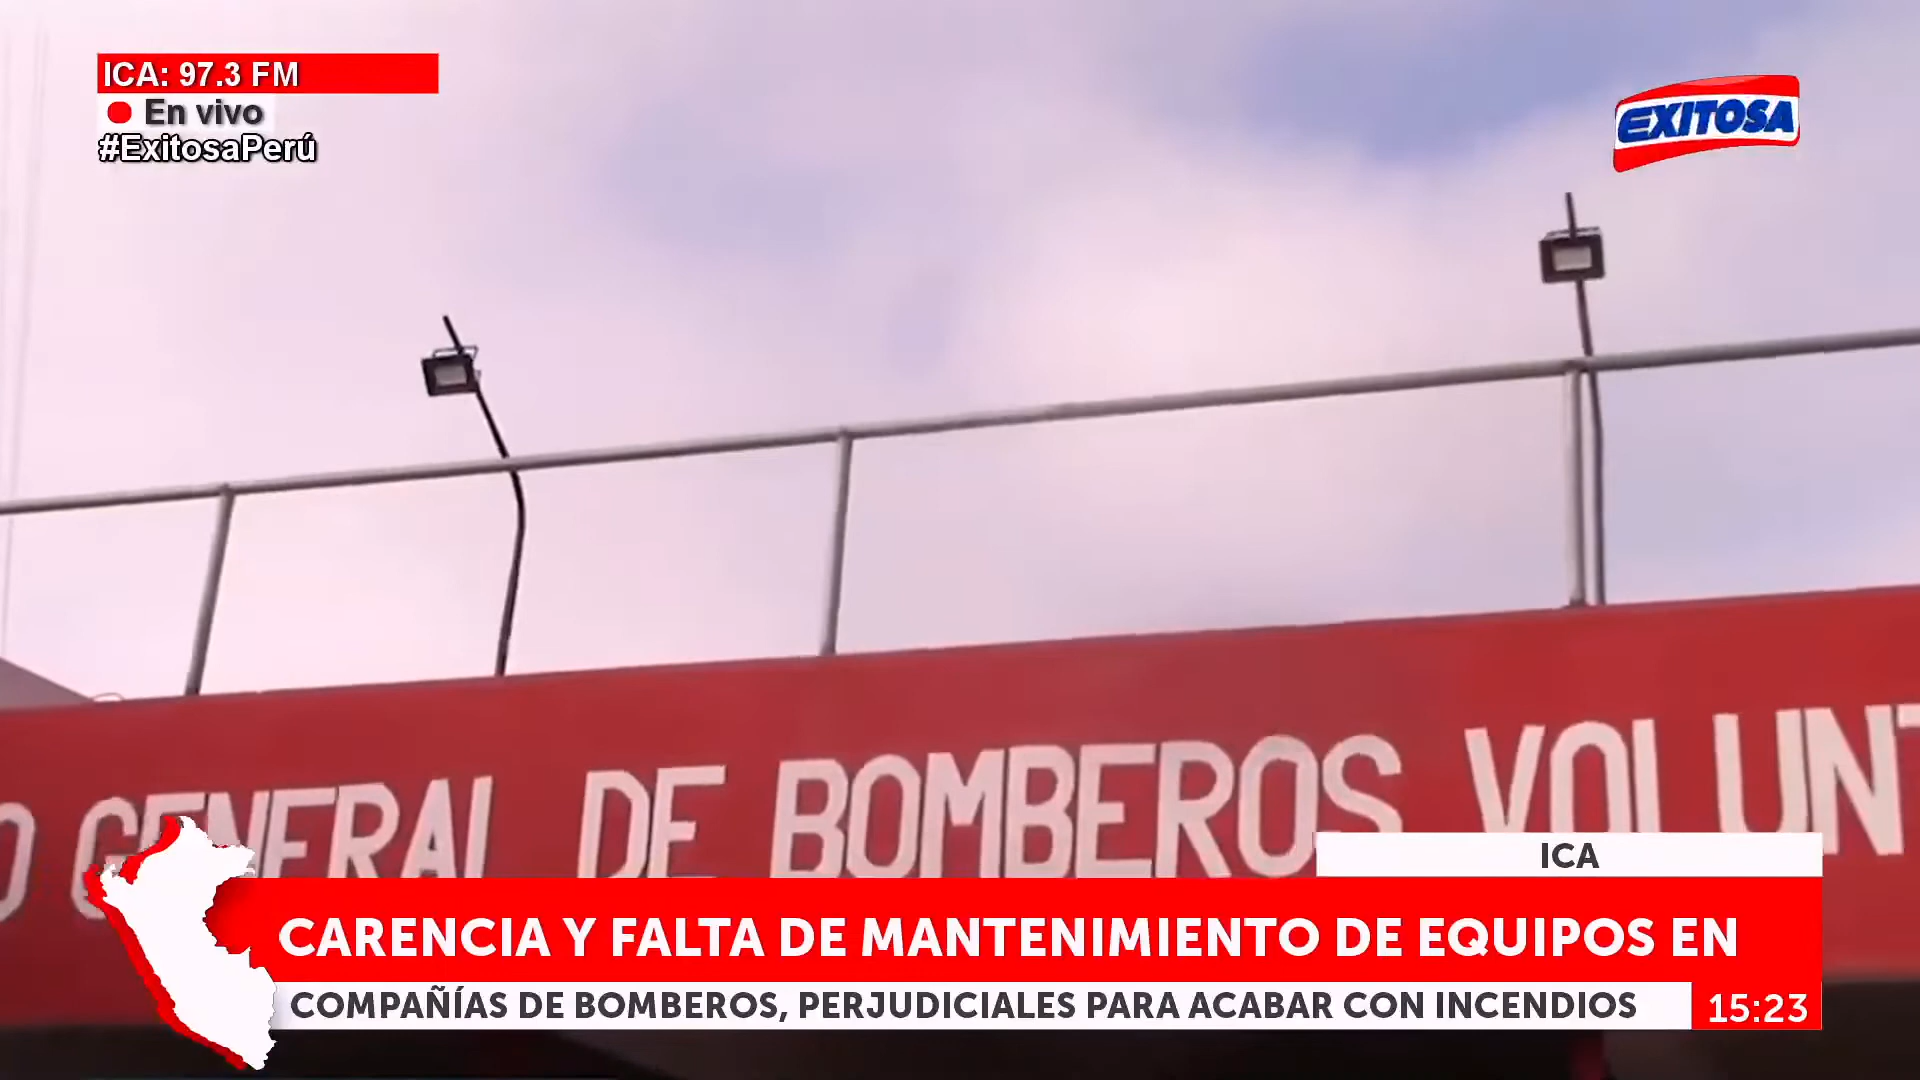 ICA: 97.3 FM
En vivo
#ExitosaPerú
EXITOSA
GENERAL DE BOMBEROS VOLUNT
ICA
CARENCIA Y FALTA DE MANTENIMIENTO DE EQUIPOS EN
COMPAÑÍAS DE BOMBEROS, PERJUDICIALES PARA ACABAR CON INCENDIOS
15:23